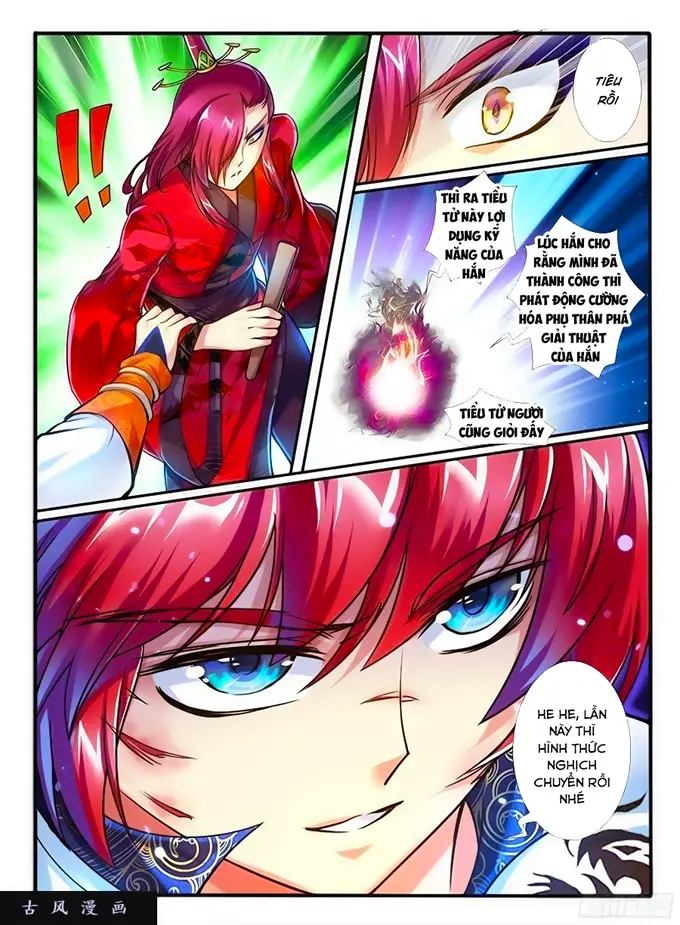 !!
TIÊU
RỒI
THÌ RA TIỂU
TỬ NÀY LỢI
DỤNG KỸ
NĂNG CỦA
HẮN
LÚC HẮN CHO
RẰNG MÌNH ĐÃ
THÀNH CÔNG THÌ
PHÁT ĐỘNG CƯỜNG
HÓA PHỤ THÂN PHÁ
GIẢI THUẬT
CỦA HẮN
TIỂU TỬ NGƯƠI
CŨNG GIỎI ĐẤY
HE HE, LẦN
NÀY THÌ
HÌNH THỨC
NGHỊCH
CHUYỂN RỒI
NHÉ
古风漫画